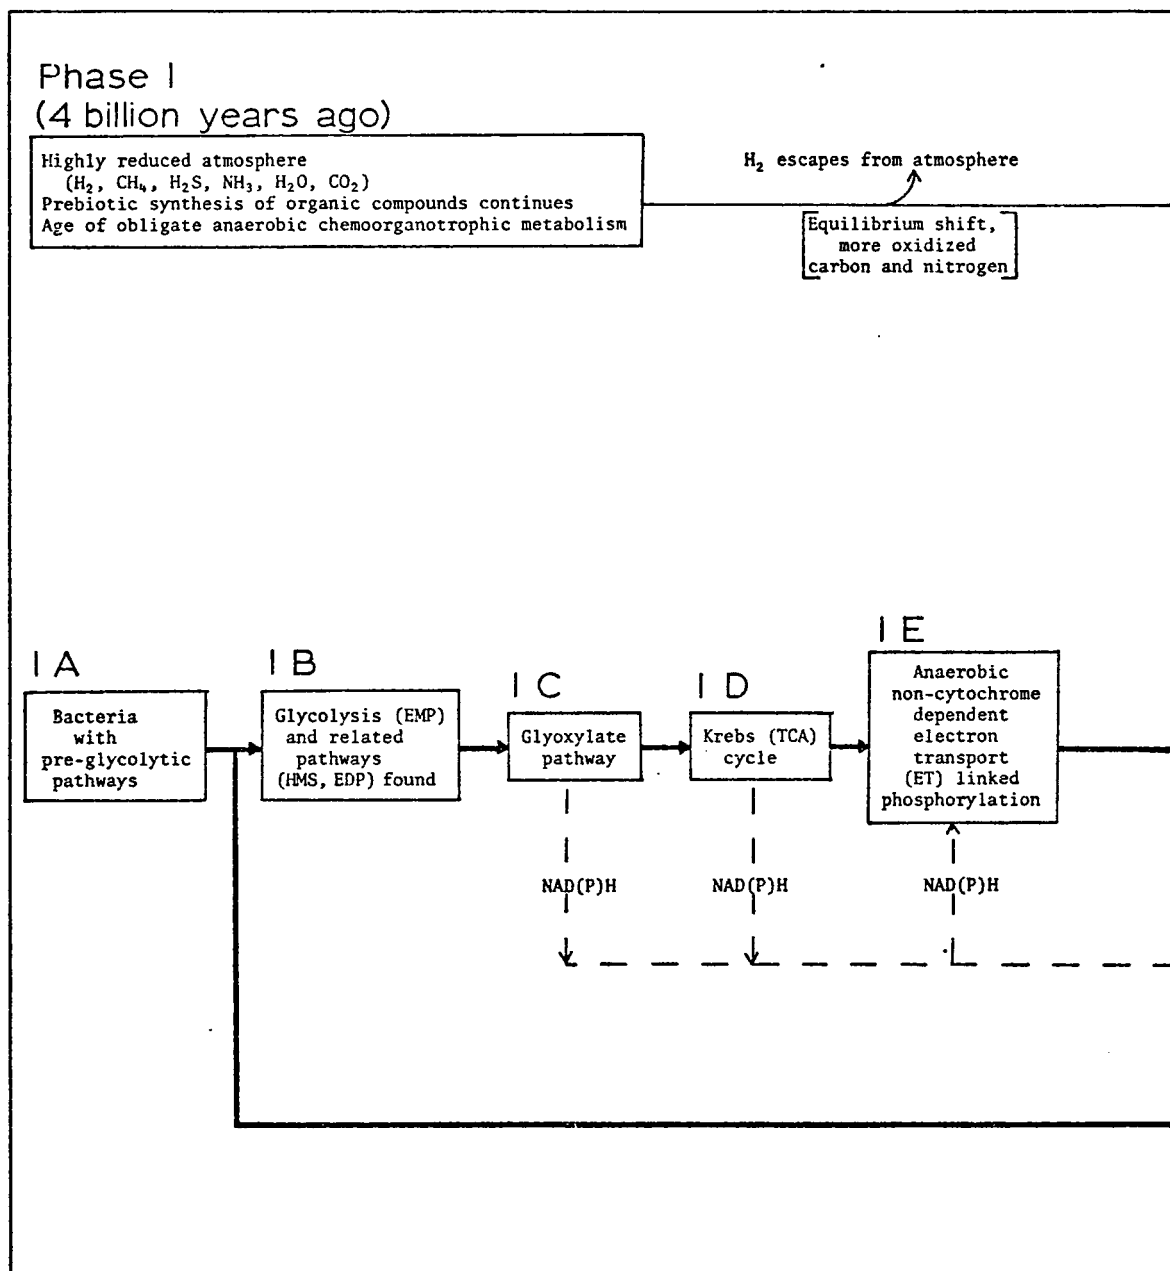 Phase I
(4 billion years ago)
Highly reduced atmosphere
(H₂, CH₄, H₂S, NH₃, H₂O, CO₂)
Prebiotic synthesis of organic compounds continues
Age of obligate anaerobic chemoorganotrophic metabolism
H₂ escapes from atmosphere
Equilibrium shift,
more oxidized
carbon and nitrogen
I A
Bacteria
with
pre-glycolytic
pathways
I B
Glycolysis (EMP)
and related
pathways
(HMS, EDP) found
I C
Glyoxylate
pathway
I D
Krebs (TCA)
cycle
I E
Anaerobic
non-cytochrome
dependent
electron
transport
(ET) linked
phosphorylation
NAD(P)H
NAD(P)H
NAD(P)H